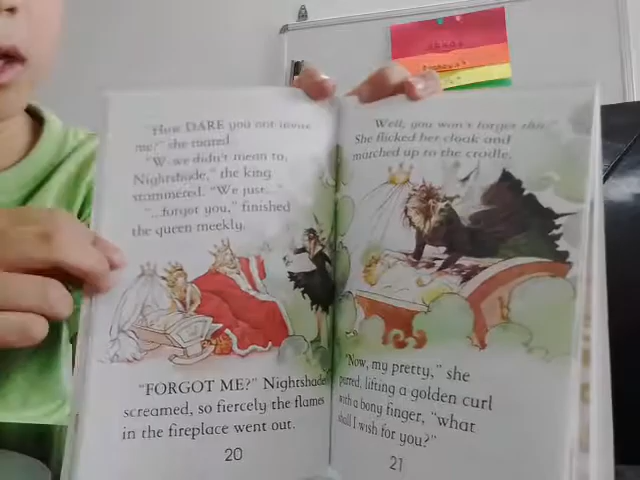 "How DARE you not invite
me?" she roared.
"W-we didn't mean to,
Nightshade," the king
stammered. "We just..."
"...forgot you," finished
the queen meekly.
"FORGOT ME?" Nightshade
screamed, so fiercely the flames
in the fireplace went out.
20
"Well, you won't forget this."
She flicked her cloak and
marched up to the cradle.
"Now, my pretty," she
purred, lifting a golden curl
with a bony finger, "what
shall I wish for you?"
21